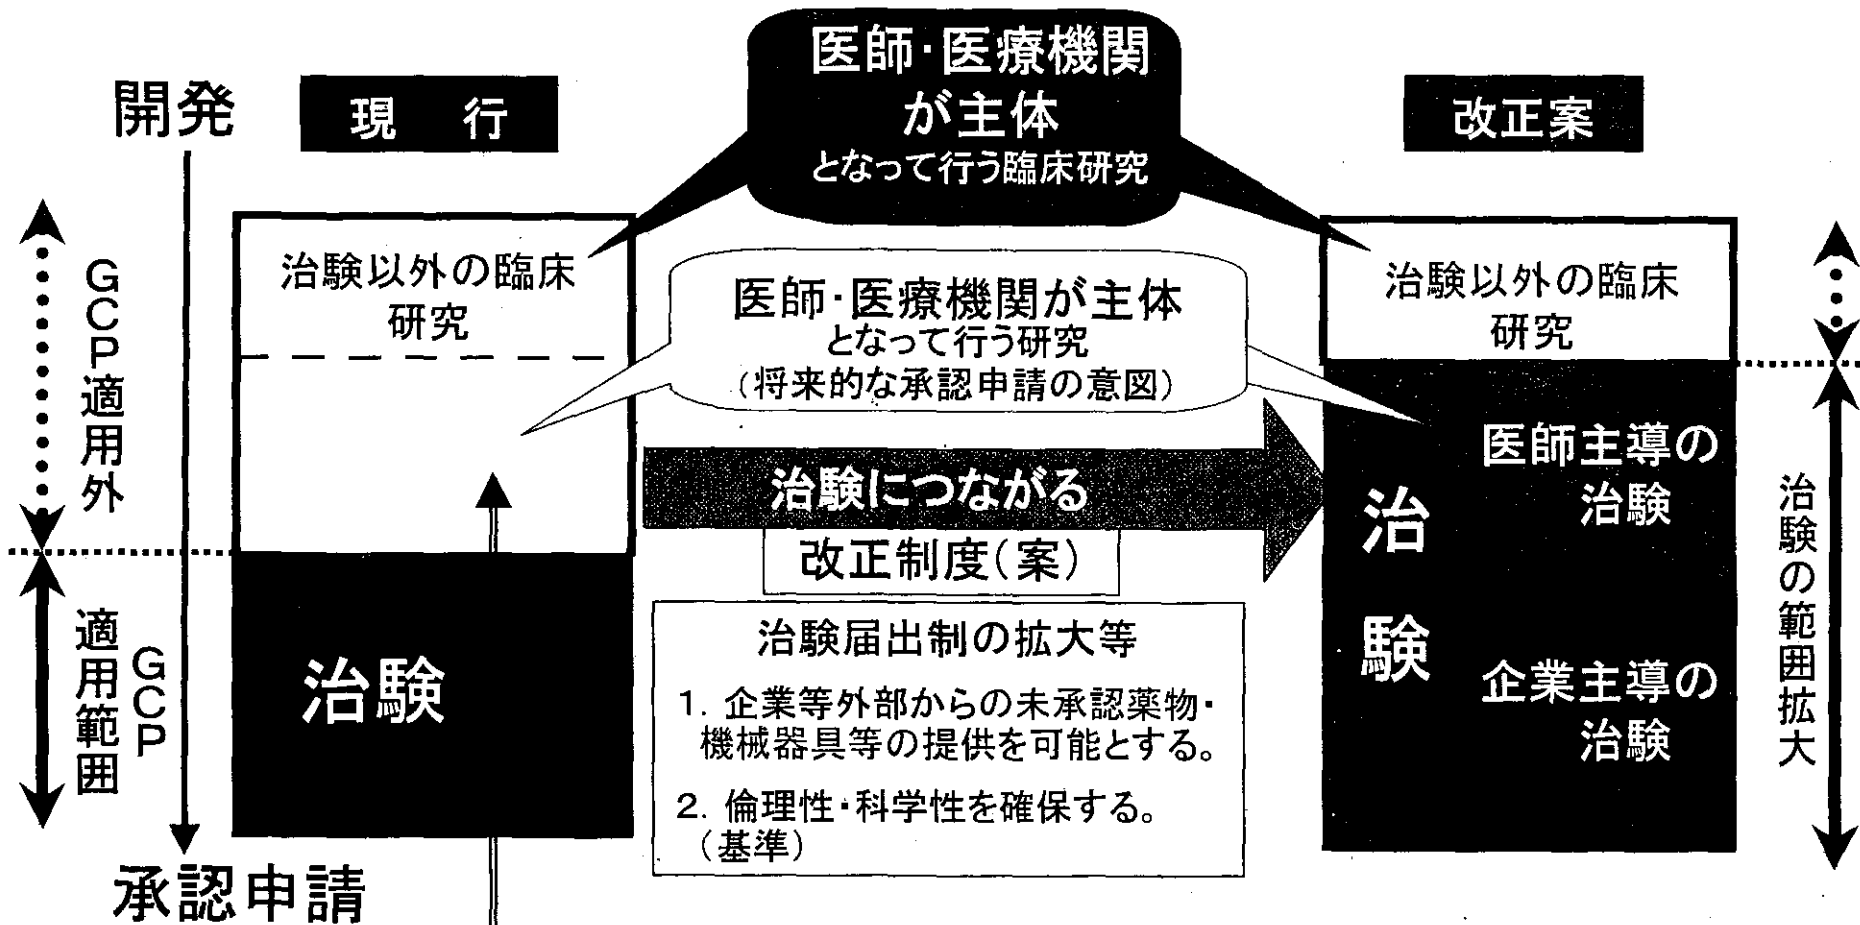 開発
現 行
医師・医療機関
が主体
となって行う臨床研究
改正案
GCP適用外
治験以外の臨床
研究
医師・医療機関が主体
となって行う研究
(将来的な承認申請の意図)
治験以外の臨床
研究
治験につながる
改正制度(案)
治験
医師主導の
治験
企業主導の
治験
治験の範囲拡大
GCP
適用範囲
治験
治験届出制の拡大等
1. 企業等外部からの未承認薬物・
機械器具等の提供を可能とする。
2. 倫理性・科学性を確保する。
(基準)
承認申請